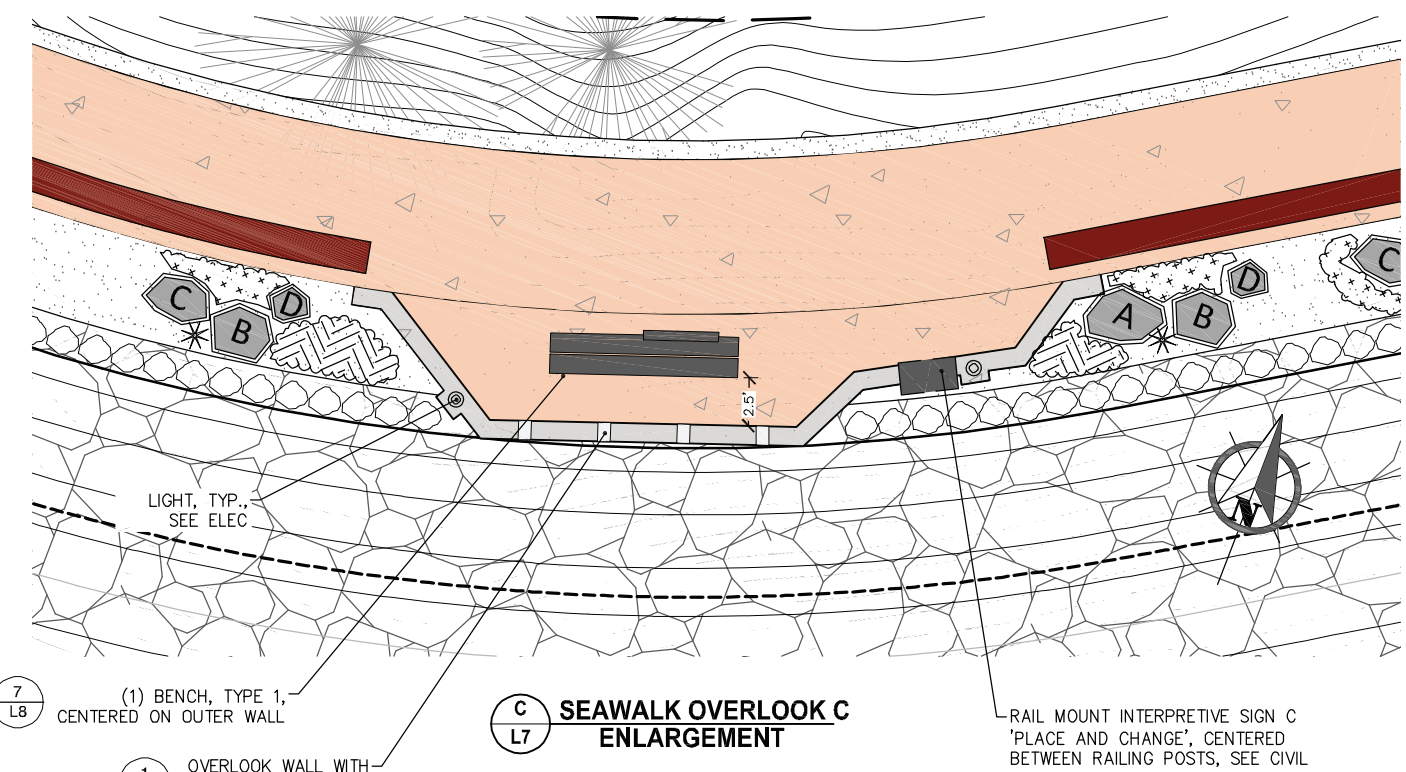 C
B
D
A
B
D
C
2.5'
N
LIGHT, TYP.,
SEE ELEC
7
L8
(1) BENCH, TYPE 1,
CENTERED ON OUTER WALL
1
OVERLOOK WALL WITH
C
L7
SEAWALK OVERLOOK C
ENLARGEMENT
RAIL MOUNT INTERPRETIVE SIGN C
'PLACE AND CHANGE', CENTERED
BETWEEN RAILING POSTS, SEE CIVIL